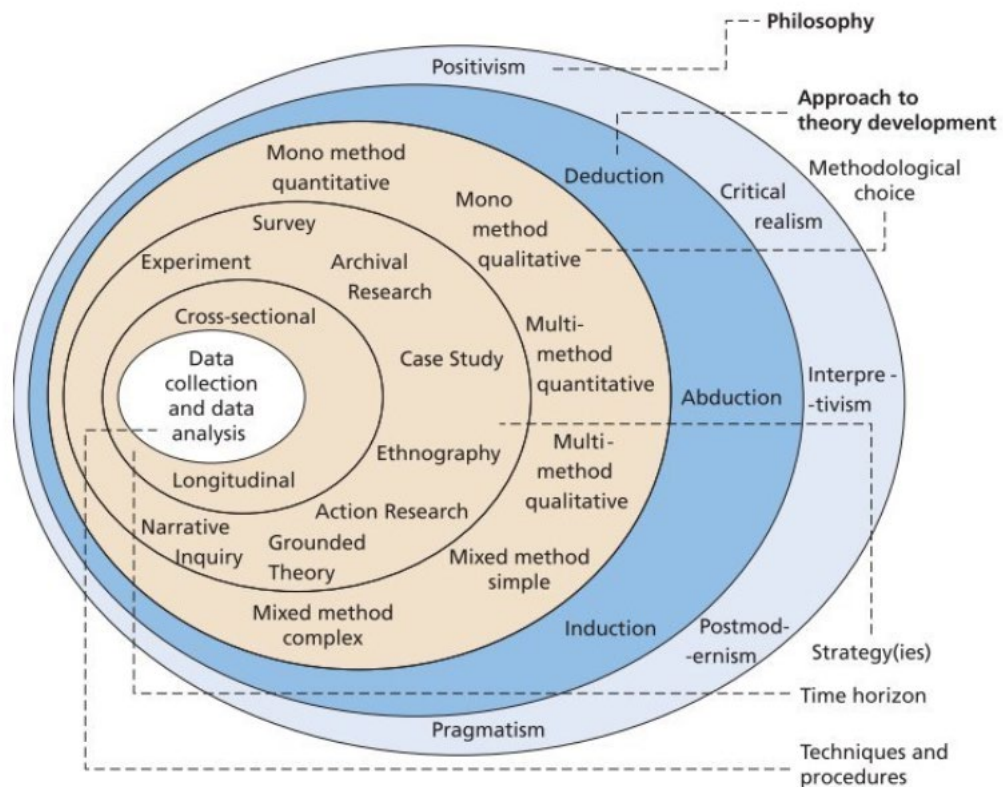 Philosophy
Positivism
Approach to
theory development
Mono method
quantitative
Deduction
Methodological
choice
Critical
realism
Mono
method
qualitative
Survey
Experiment
Archival
Research
Cross-sectional
Multi-
method
quantitative
Data
collection
and data
analysis
Case Study
Abduction
Interpre -
-tivism
Ethnography
Multi -
method
qualitative
Longitudinal
Action Research
Narrative
Inquiry
Grounded
Theory
Mixed method
simple
Mixed method
complex
Induction
Postmod-
-ernism
Strategy(ies)
Time horizon
Pragmatism
Techniques and
procedures